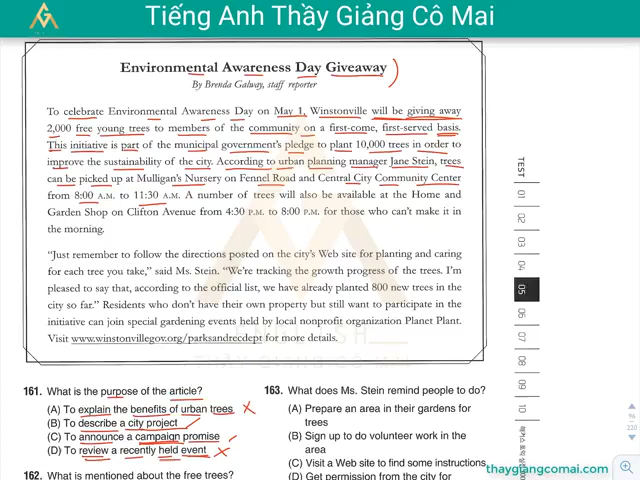 Tiếng Anh Thầy Giảng Cô Mai
Environmental Awareness Day Giveaway
By Brenda Galway, staff reporter
To celebrate Environmental Awareness Day on May 1, Winstonville will be giving away
2,000 free young trees to members of the community on a first-come, first-served basis.
This initiative is part of the municipal government's pledge to plant 10,000 trees in order to
improve the sustainability of the city. According to urban planning manager Jane Stein, trees
can be picked up at Mulligan's Nursery on Fennel Road and Central City Community Center
from 8:00 A.M. to 11:30 A.M. A number of trees will also be available at the Home and
Garden Shop on Clifton Avenue from 4:30 P.M. to 8:00 P.M. for those who can't make it in
the morning.
"Just remember to follow the directions posted on the city's Web site for planting and caring
for each tree you take," said Ms. Stein. "We're tracking the growth progress of the trees. I'm
pleased to say that, according to the official list, we have already planted 800 new trees in the
city so far." Residents who don't have their own property but still want to participate in the
initiative can join special gardening events held by local nonprofit organization Planet Plant.
Visit www.winstonvillegov.org/parksandrecdept for more details.
161. What is the purpose of the article?
(A) To explain the benefits of urban trees
(B) To describe a city project
(C) To announce a campaign promise
(D) To review a recently held event
162. What is mentioned about the free trees?
163. What does Ms. Stein remind people to do?
(A) Prepare an area in their gardens for
trees
(B) Sign up to do volunteer work in the
area
(C) Visit a Web site to find some instructions
(D) Get permission from the city for
TEST
01
02
03
04
05
06
07
08
09
10
96
220
thaygiangcomai.com